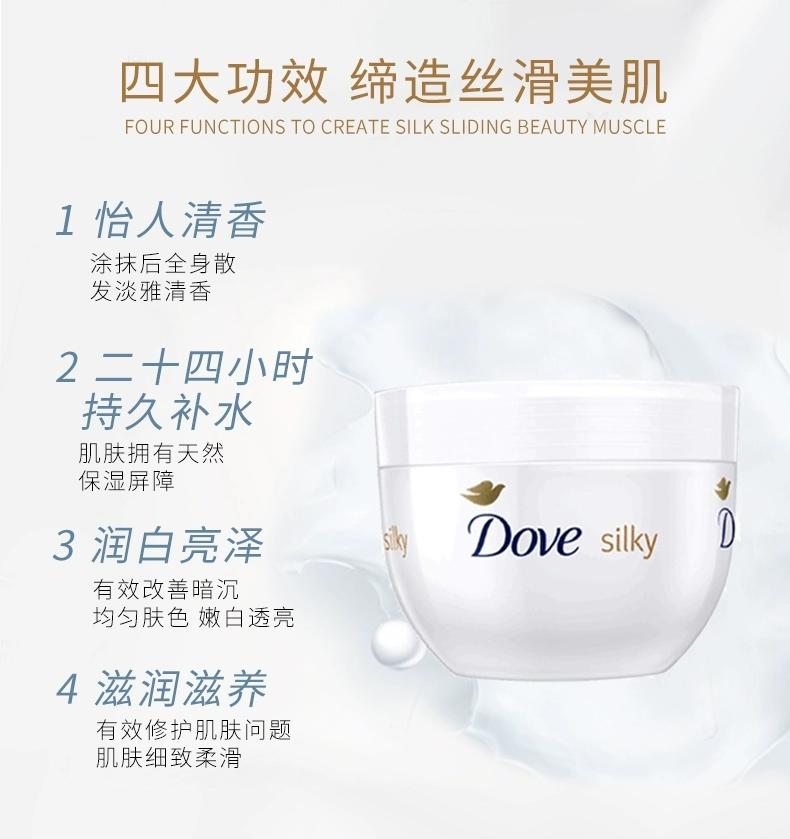 四大功效 缔造丝滑美肌
FOUR FUNCTIONS TO CREATE SILK SLIDING BEAUTY MUSCLE
1 怡人清香
涂抹后全身散
发淡雅清香
2 二十四小时
持久补水
肌肤拥有天然
保湿屏障
3 润白亮泽
有效改善暗沉
均匀肤色 嫩白透亮
4 滋润滋养
有效修护肌肤问题
肌肤细致柔滑
silky
Dove silky
D